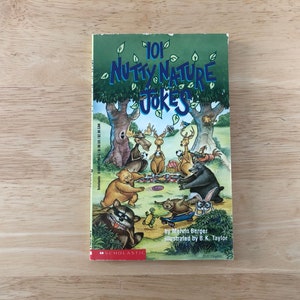 101
NUTTY NATURE
JOKES
by Melvin Berger
illustrated by B.K. Taylor
SCHOLASTIC